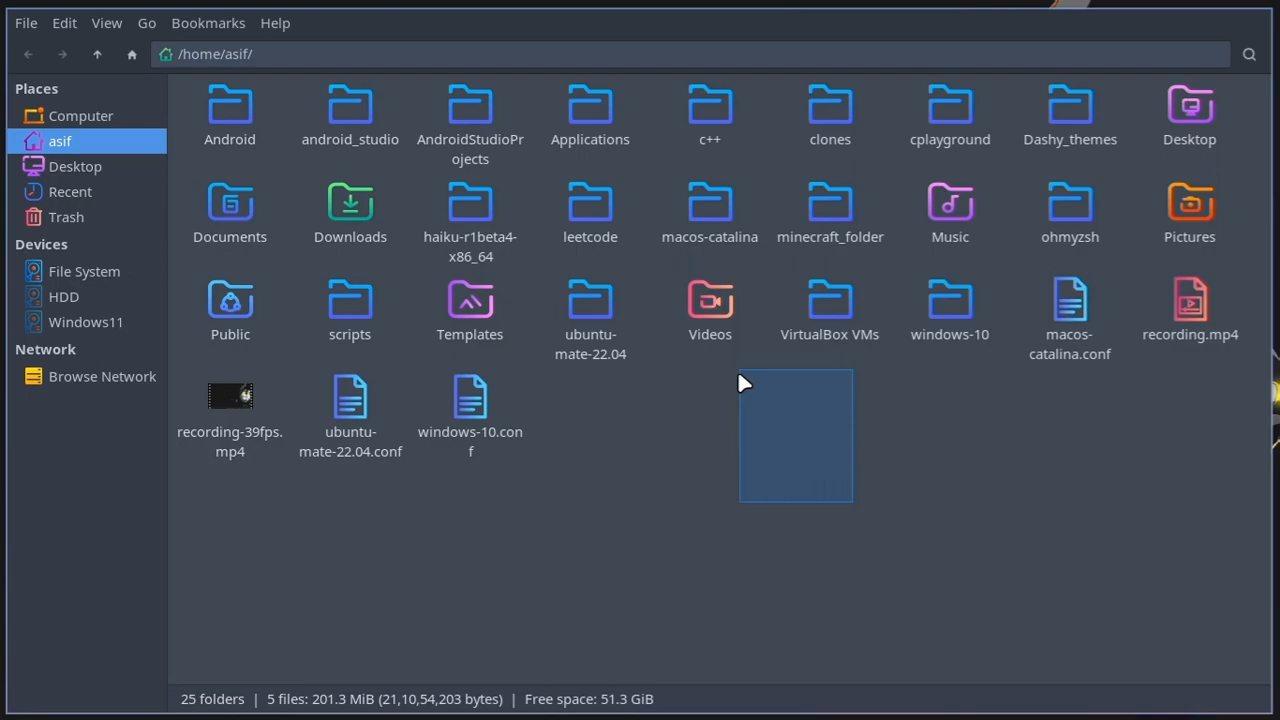 File Edit View Go Bookmarks Help
/home/asif/
Places
Computer
asif
Desktop
Recent
Trash
Devices
File System
HDD
Windows11
Network
Browse Network
Android android_studio AndroidStudioPr c++ Applications clones cplayground Dashy_themes Desktop
ojects
Documents Downloads haiku-r1beta4- leetcode macos-catalina minecraft_folder Music ohmyzsh Pictures
x86_64
Public scripts Templates ubuntu- Videos VirtualBox VMs windows-10 macos- recording.mp4
mate-22.04 catalina.conf
recording-39fps. ubuntu- windows-10.con
mp4 mate-22.04.conf f
25 folders | 5 files: 201.3 MiB (21,10,54,203 bytes) | Free space: 51.3 GiB